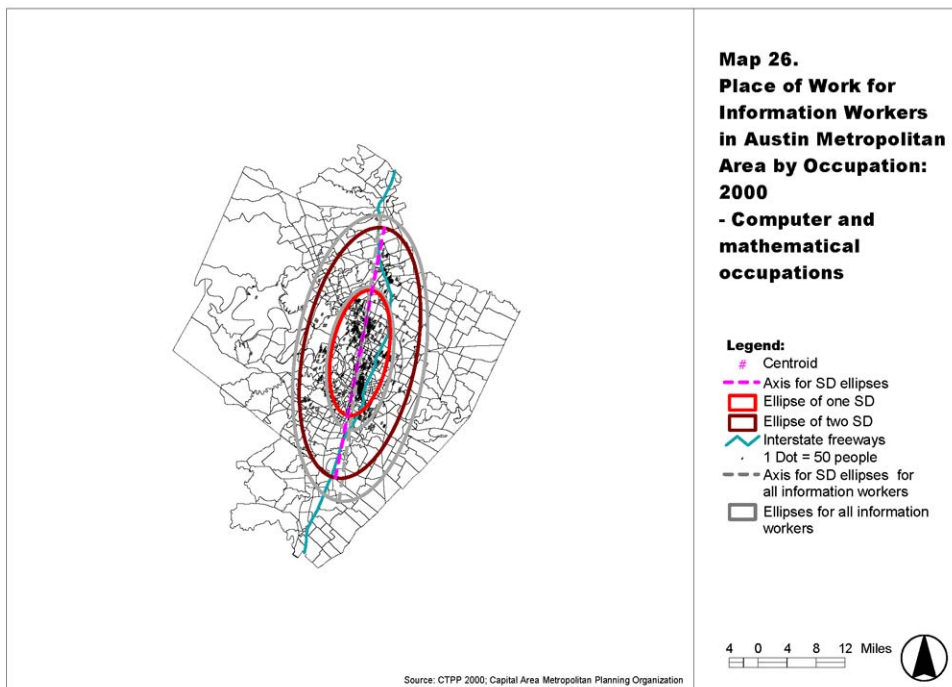 Map 26.
Place of Work for
Information Workers
in Austin Metropolitan
Area by Occupation:
2000
- Computer and
mathematical
occupations
Legend:
# Centroid
Axis for SD ellipses
Ellipse of one SD
Ellipse of two SD
Interstate freeways
1 Dot = 50 people
Axis for SD ellipses for
all information workers
Ellipses for all information
workers
4 0 4 8 12 Miles
Source: CTPP 2000; Capital Area Metropolitan Planning Organization